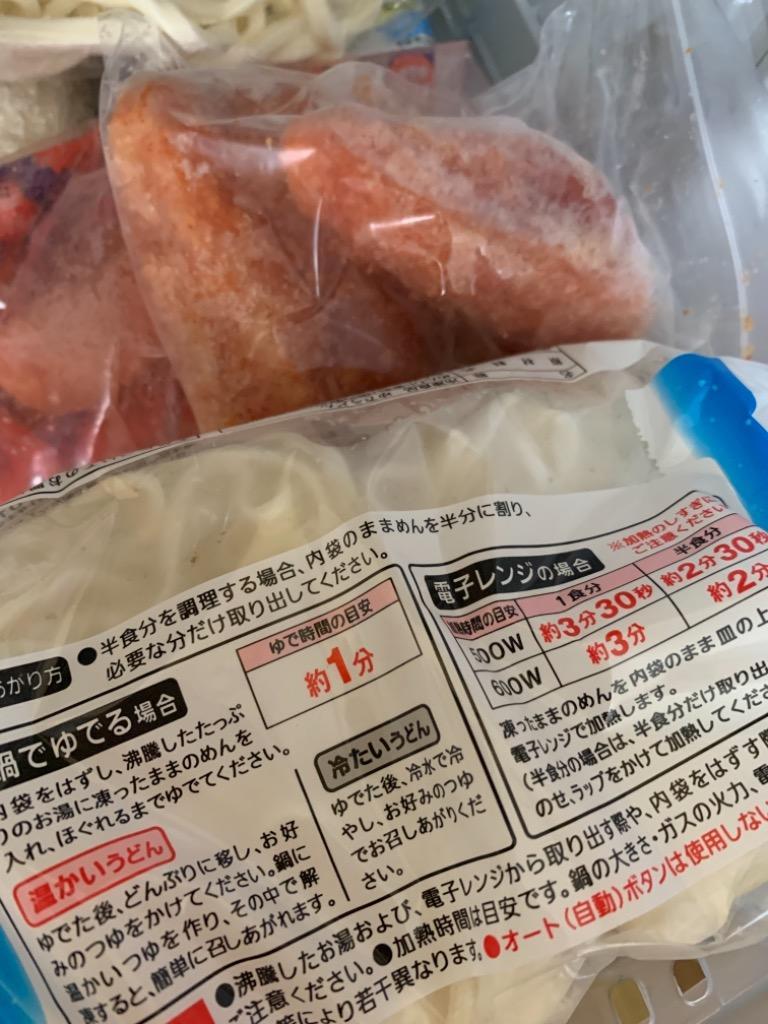 ●半食分を調理する場合、内袋のままめんを半分に割り、
必要な分だけ取り出してください。
がり方
鍋でゆでる場合
ゆで時間の目安
約1分
内袋をはずし、沸騰したたっぷ
りのお湯に凍ったままのめんを
入れ、ほぐれるまでゆでてください。
温かいうどん
ゆでた後、どんぶりに移し、お好
みのつゆをかけてください。鍋に
温かいつゆを作り、その中で解
凍すると、簡単に召しあがれます。
冷たいうどん
ゆでた後、冷水で冷
やし、お好みのつゆ
でお召しあがりくだ
さい。
電子レンジの場合
※加熱のしすぎに
ご注意ください
加熱時間の目安 1食分 半食分
500W 約3分30秒 約2分30秒
600W 約3分 約2分
凍ったままのめんを内袋のまま皿の上
電子レンジで加熱します。
(半食分の場合は、半食分だけ取り出
のせ、ラップをかけて加熱してくださ
●沸騰したお湯および、電子レンジから取り出す際や、内袋をはずす際
ご注意ください。●加熱時間は目安です。鍋の大きさ・ガスの火力、電
等により若干異なります。●オート(自動)ボタンは使用しない